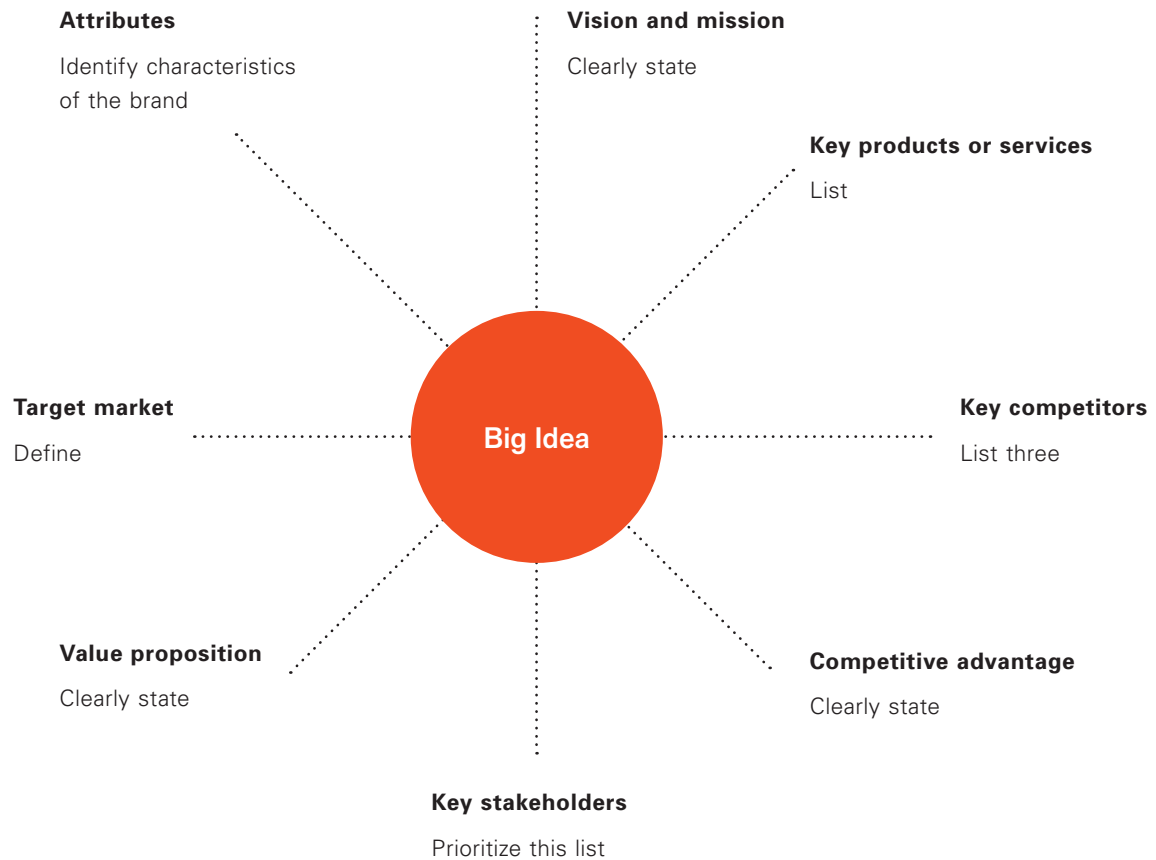 Attributes
Identify characteristics
of the brand
Vision and mission
Clearly state
Key products or services
List
Target market
Define
Big Idea
Key competitors
List three
Value proposition
Clearly state
Competitive advantage
Clearly state
Key stakeholders
Prioritize this list